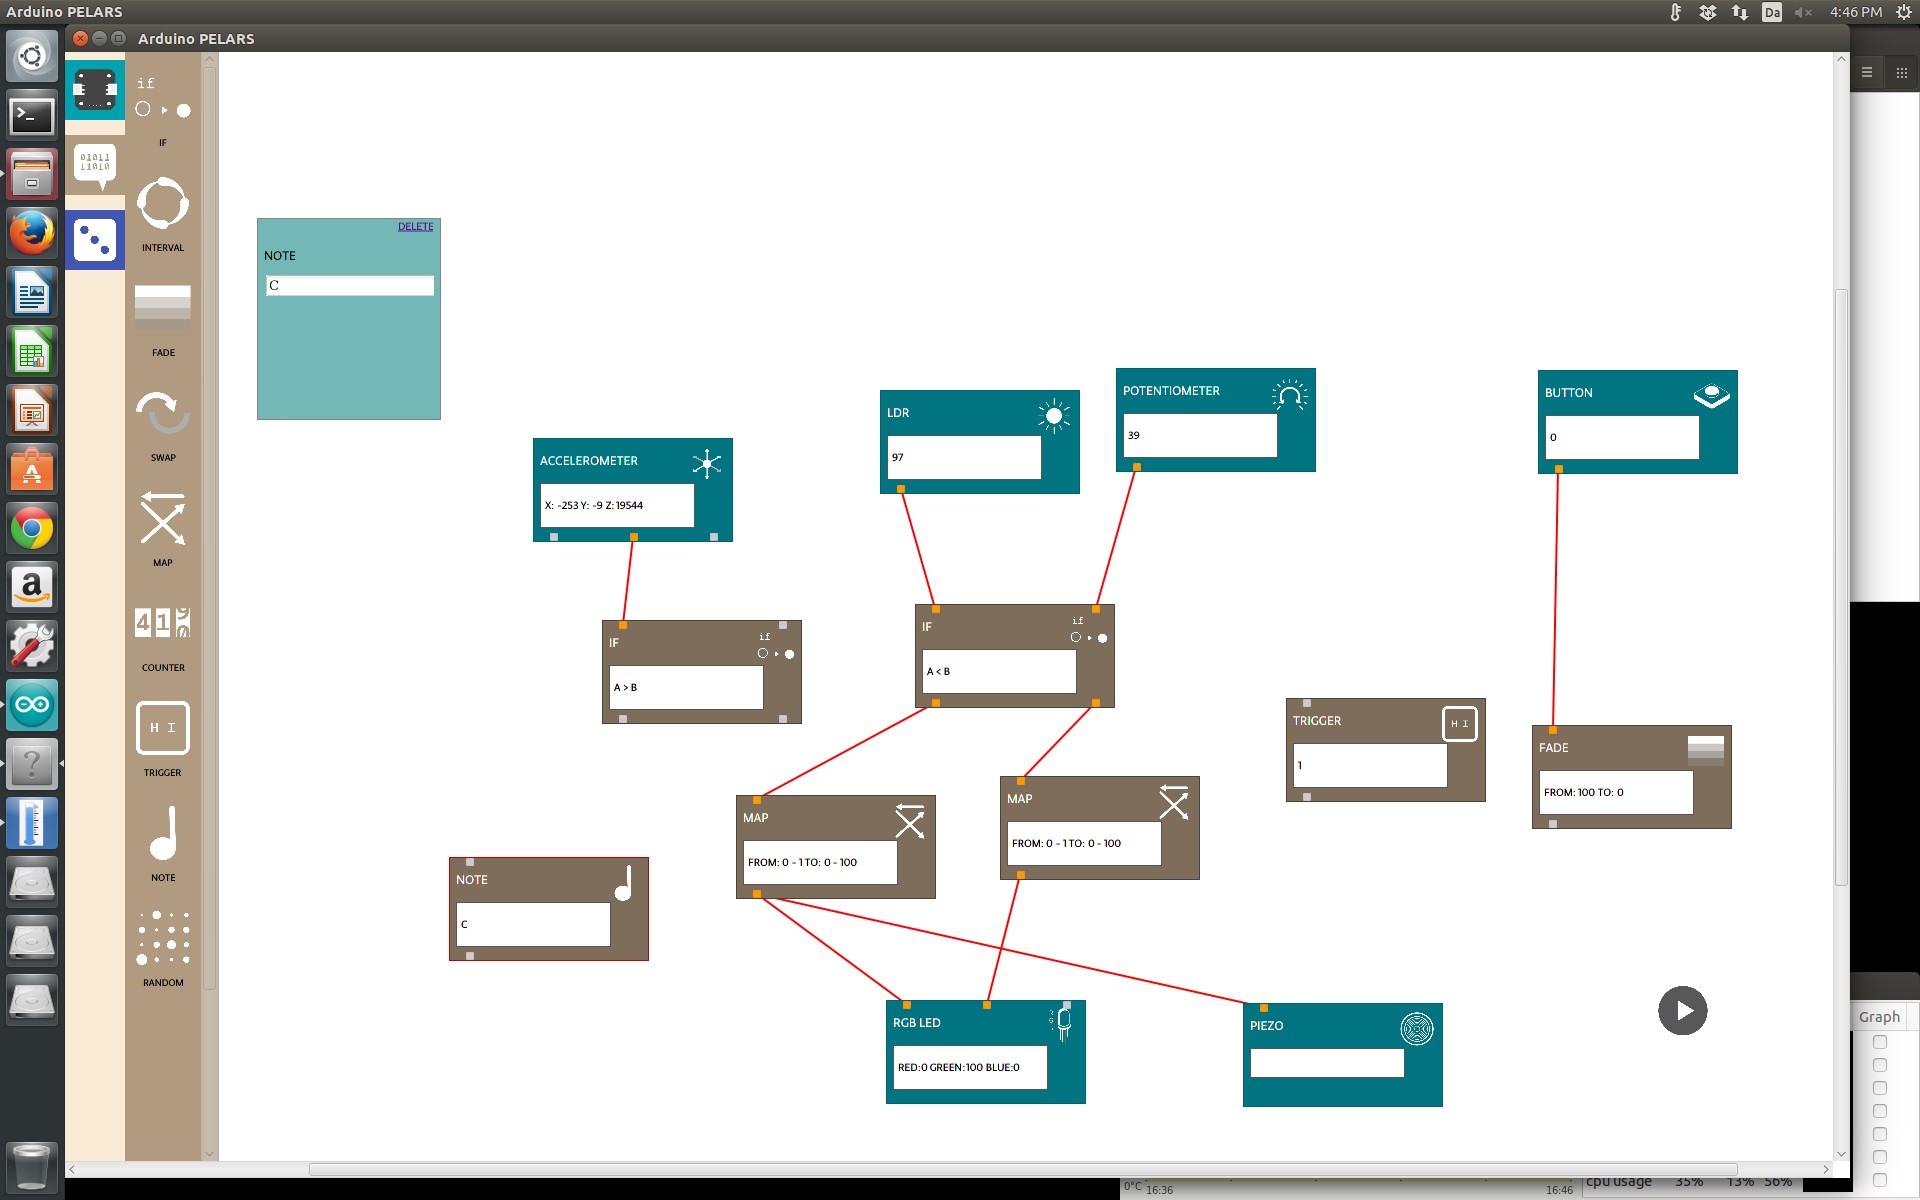 Arduino PELARS
Da
4:46 PM
Arduino PELARS
if
IF
01011
11010
INTERVAL
FADE
SWAP
MAP
COUNTER
H I
TRIGGER
NOTE
RANDOM
DELETE
NOTE
C
ACCELEROMETER
X: -253 Y: -9 Z: 19544
LDR
97
POTENTIOMETER
39
BUTTON
0
IF
if
A > B
IF
if
A < B
TRIGGER
H I
1
FADE
FROM: 100 TO: 0
MAP
FROM: 0 - 1 TO: 0 - 100
MAP
FROM: 0 - 1 TO: 0 - 100
NOTE
C
RGB LED
RED:0 GREEN:100 BLUE:0
PIEZO
Graph
0°C
16:36
16:46
cpu usage 35% 13% 56%